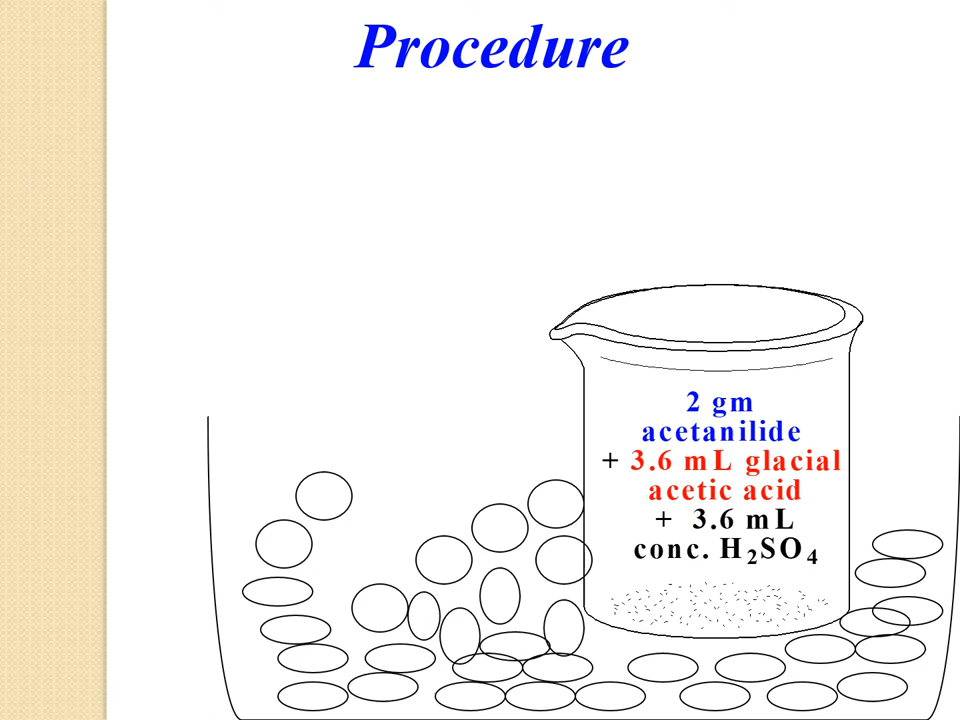 Procedure
2 gm
acetanilide
+ 3.6 mL glacial
acetic acid
+ 3.6 mL
conc. H2SO4